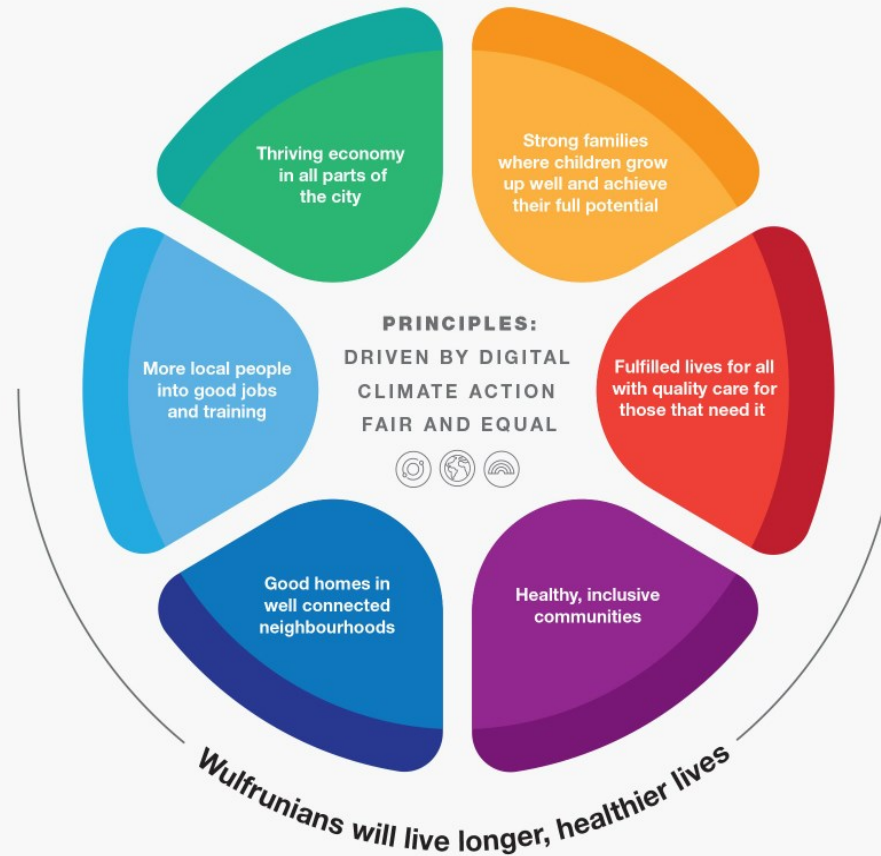 Thriving economy
in all parts of
the city
Strong families
where children grow
up well and achieve
their full potential
More local people
into good jobs
and training
PRINCIPLES:
DRIVEN BY DIGITAL
CLIMATE ACTION
FAIR AND EQUAL
Fulfilled lives for all
with quality care for
those that need it
Good homes in
well connected
neighbourhoods
Healthy, inclusive
communities
Wulfrunians will live longer, healthier lives